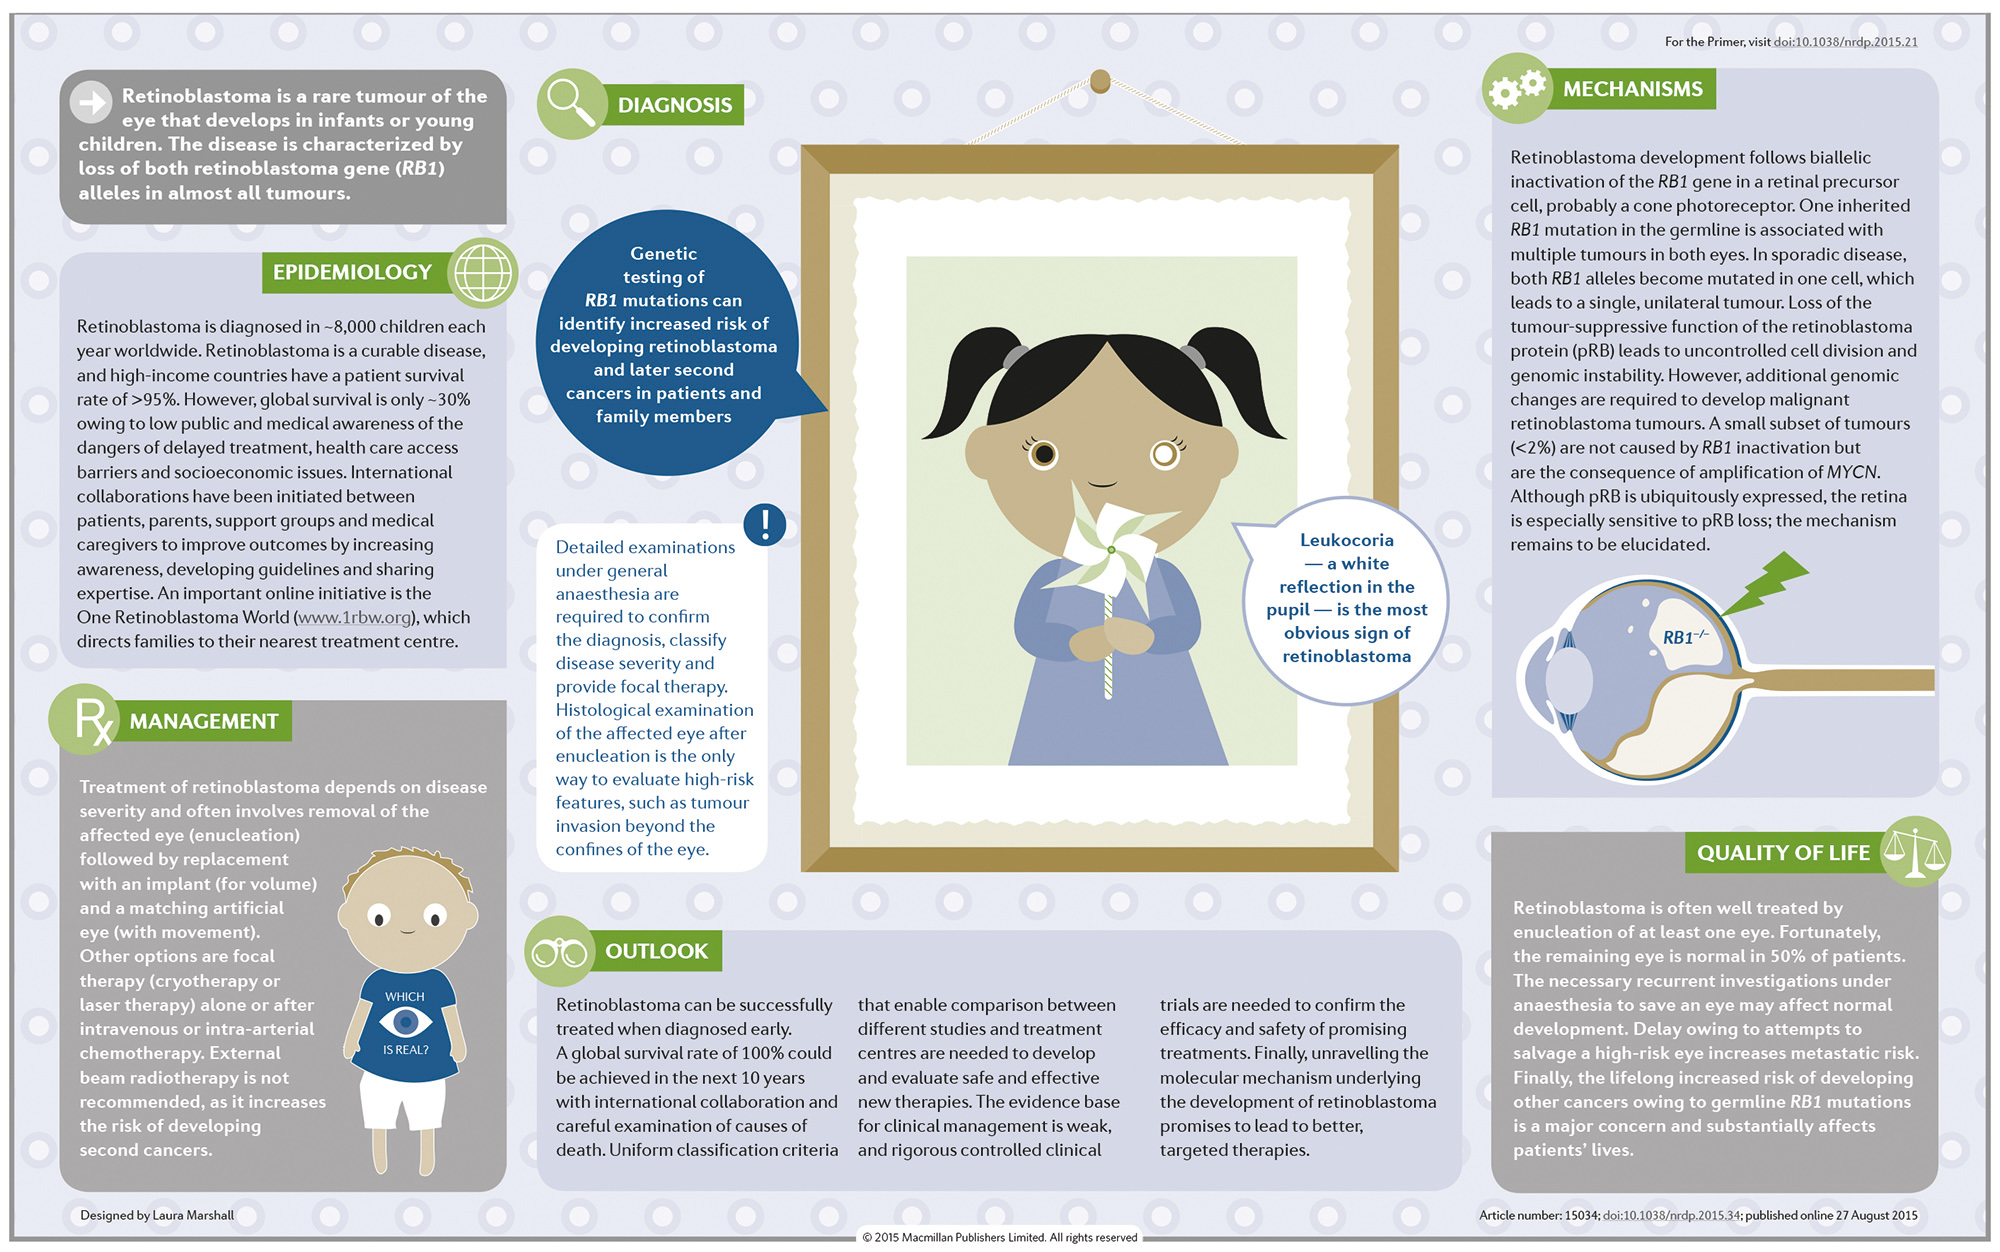 For the Primer, visit doi:10.1038/nrdp.2015.21
Retinoblastoma is a rare tumour of the
eye that develops in infants or young
children. The disease is characterized by
loss of both retinoblastoma gene (RB1)
alleles in almost all tumours.
EPIDEMIOLOGY
Retinoblastoma is diagnosed in ~8,000 children each
year worldwide. Retinoblastoma is a curable disease,
and high-income countries have a patient survival
rate of >95%. However, global survival is only ~30%
owing to low public and medical awareness of the
dangers of delayed treatment, health care access
barriers and socioeconomic issues. International
collaborations have been initiated between
patients, parents, support groups and medical
caregivers to improve outcomes by increasing
awareness, developing guidelines and sharing
expertise. An important online initiative is the
One Retinoblastoma World (www.1rbw.org), which
directs families to their nearest treatment centre.
MANAGEMENT
Rx
Treatment of retinoblastoma depends on disease
severity and often involves removal of the
affected eye (enucleation)
followed by replacement
with an implant (for volume)
and a matching artificial
eye (with movement).
Other options are focal
therapy (cryotherapy or
laser therapy) alone or after
intravenous or intra-arterial
chemotherapy. External
beam radiotherapy is not
recommended, as it increases
the risk of developing
second cancers.
WHICH
IS REAL?
DIAGNOSIS
Genetic
testing of
RB1 mutations can
identify increased risk of
developing retinoblastoma
and later second
cancers in patients and
family members
!
Detailed examinations
under general
anaesthesia are
required to confirm
the diagnosis, classify
disease severity and
provide focal therapy.
Histological examination
of the affected eye after
enucleation is the only
way to evaluate high-risk
features, such as tumour
invasion beyond the
confines of the eye.
Leukocoria
— a white
reflection in the
pupil — is the most
obvious sign of
retinoblastoma
OUTLOOK
Retinoblastoma can be successfully
treated when diagnosed early.
A global survival rate of 100% could
be achieved in the next 10 years
with international collaboration and
careful examination of causes of
death. Uniform classification criteria
that enable comparison between
different studies and treatment
centres are needed to develop
and evaluate safe and effective
new therapies. The evidence base
for clinical management is weak,
and rigorous controlled clinical
trials are needed to confirm the
efficacy and safety of promising
treatments. Finally, unravelling the
molecular mechanism underlying
the development of retinoblastoma
promises to lead to better,
targeted therapies.
MECHANISMS
Retinoblastoma development follows biallelic
inactivation of the RB1 gene in a retinal precursor
cell, probably a cone photoreceptor. One inherited
RB1 mutation in the germline is associated with
multiple tumours in both eyes. In sporadic disease,
both RB1 alleles become mutated in one cell, which
leads to a single, unilateral tumour. Loss of the
tumour-suppressive function of the retinoblastoma
protein (pRB) leads to uncontrolled cell division and
genomic instability. However, additional genomic
changes are required to develop malignant
retinoblastoma tumours. A small subset of tumours
(<2%) are not caused by RB1 inactivation but
are the consequence of amplification of MYCN.
Although pRB is ubiquitously expressed, the retina
is especially sensitive to pRB loss; the mechanism
remains to be elucidated.
RB1⁻/⁻
QUALITY OF LIFE
Retinoblastoma is often well treated by
enucleation of at least one eye. Fortunately,
the remaining eye is normal in 50% of patients.
The necessary recurrent investigations under
anaesthesia to save an eye may affect normal
development. Delay owing to attempts to
salvage a high-risk eye increases metastatic risk.
Finally, the lifelong increased risk of developing
other cancers owing to germline RB1 mutations
is a major concern and substantially affects
patients' lives.
Designed by Laura Marshall
Article number: 15034; doi:10.1038/nrdp.2015.34; published online 27 August 2015
© 2015 Macmillan Publishers Limited. All rights reserved